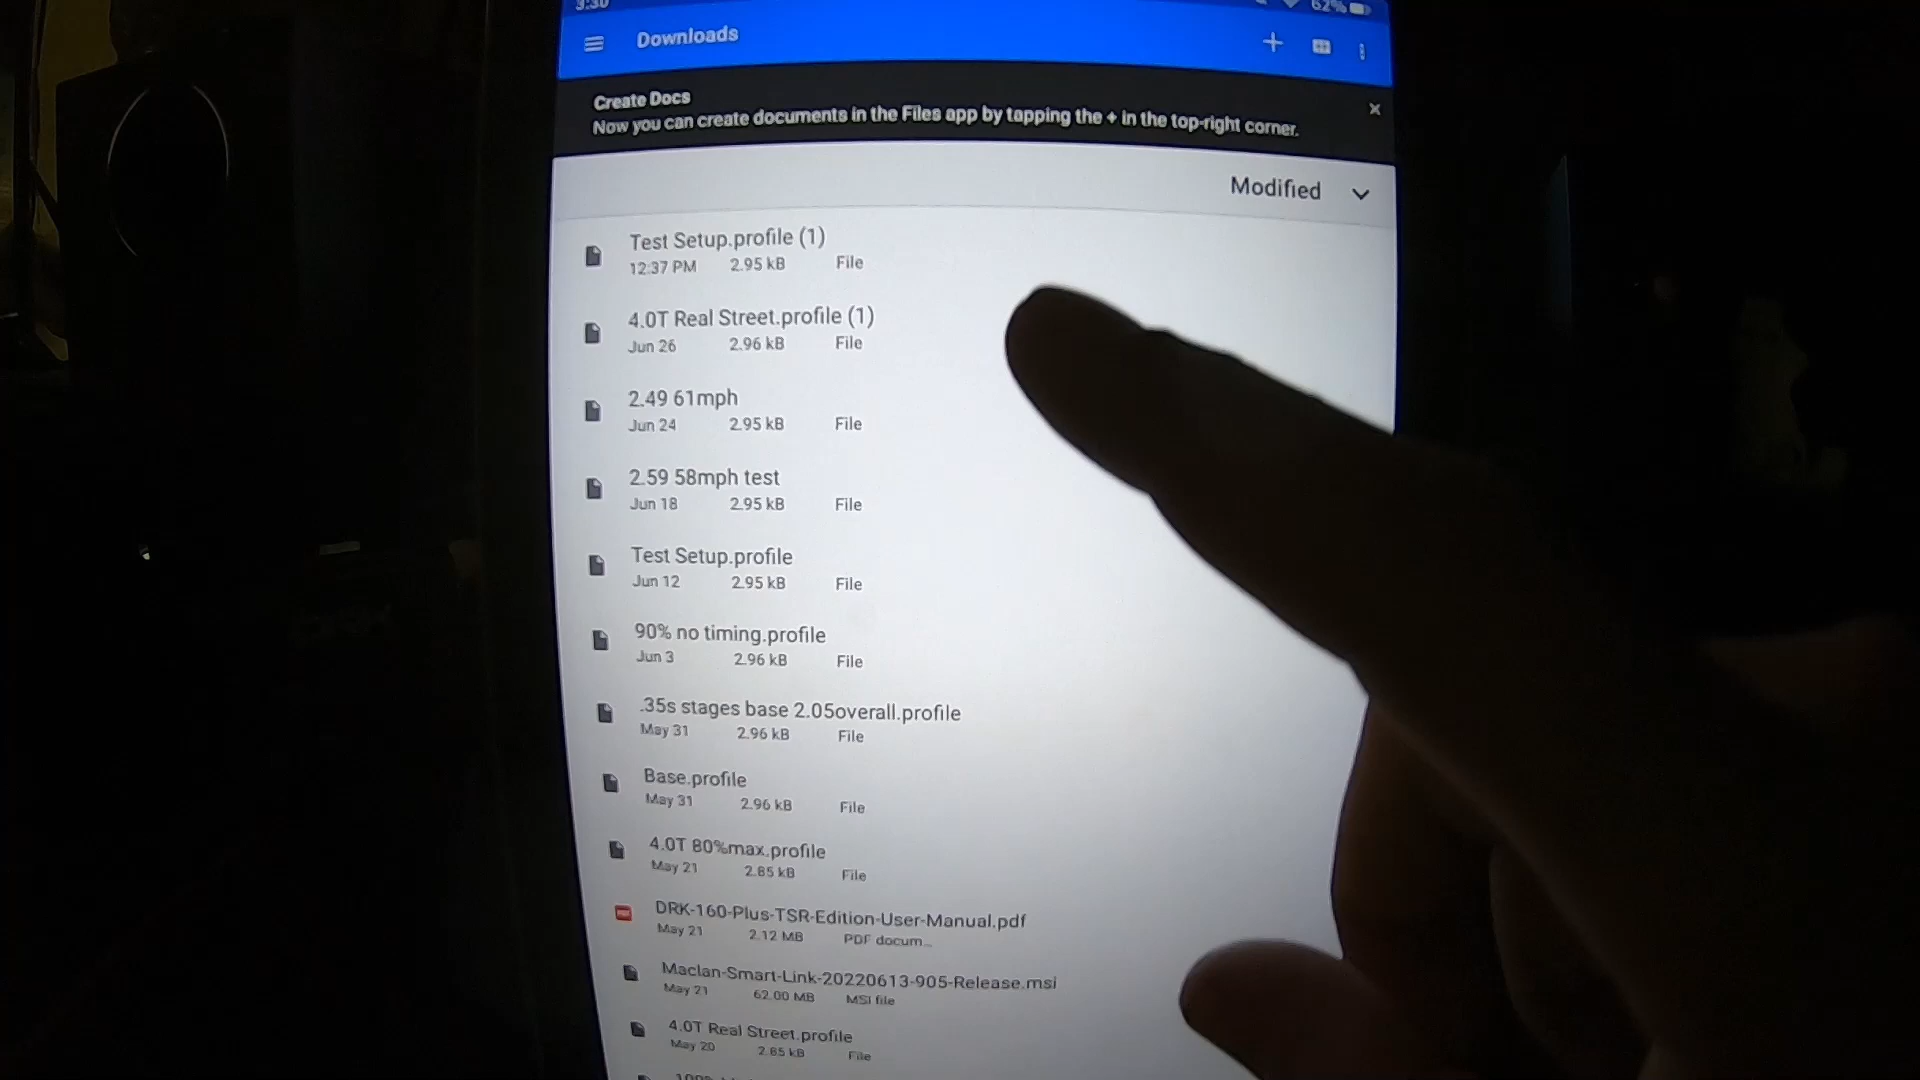 3:30
62%
Downloads
Create Docs
Now you can create documents in the Files app by tapping the + in the top-right corner.
Modified
Test Setup.profile (1)
12:37 PM 2.95 kB File
4.0T Real Street.profile (1)
Jun 26 2.96 kB File
2.49 61mph
Jun 24 2.95 kB File
2.59 58mph test
Jun 18 2.95 kB File
Test Setup.profile
Jun 12 2.95 kB File
90% no timing.profile
Jun 3 2.96 kB File
.35s stages base 2.05overall.profile
May 31 2.96 kB File
Base.profile
May 31 2.96 kB File
4.0T 80%max.profile
May 21 2.85 kB File
DRK-160-Plus-TSR-Edition-User-Manual.pdf
May 21 2.12 MB PDF docum...
Maclan-Smart-Link-20220613-905-Release.msi
May 21 62.00 MB MSI file
4.0T Real Street.profile
May 20 2.85 kB File